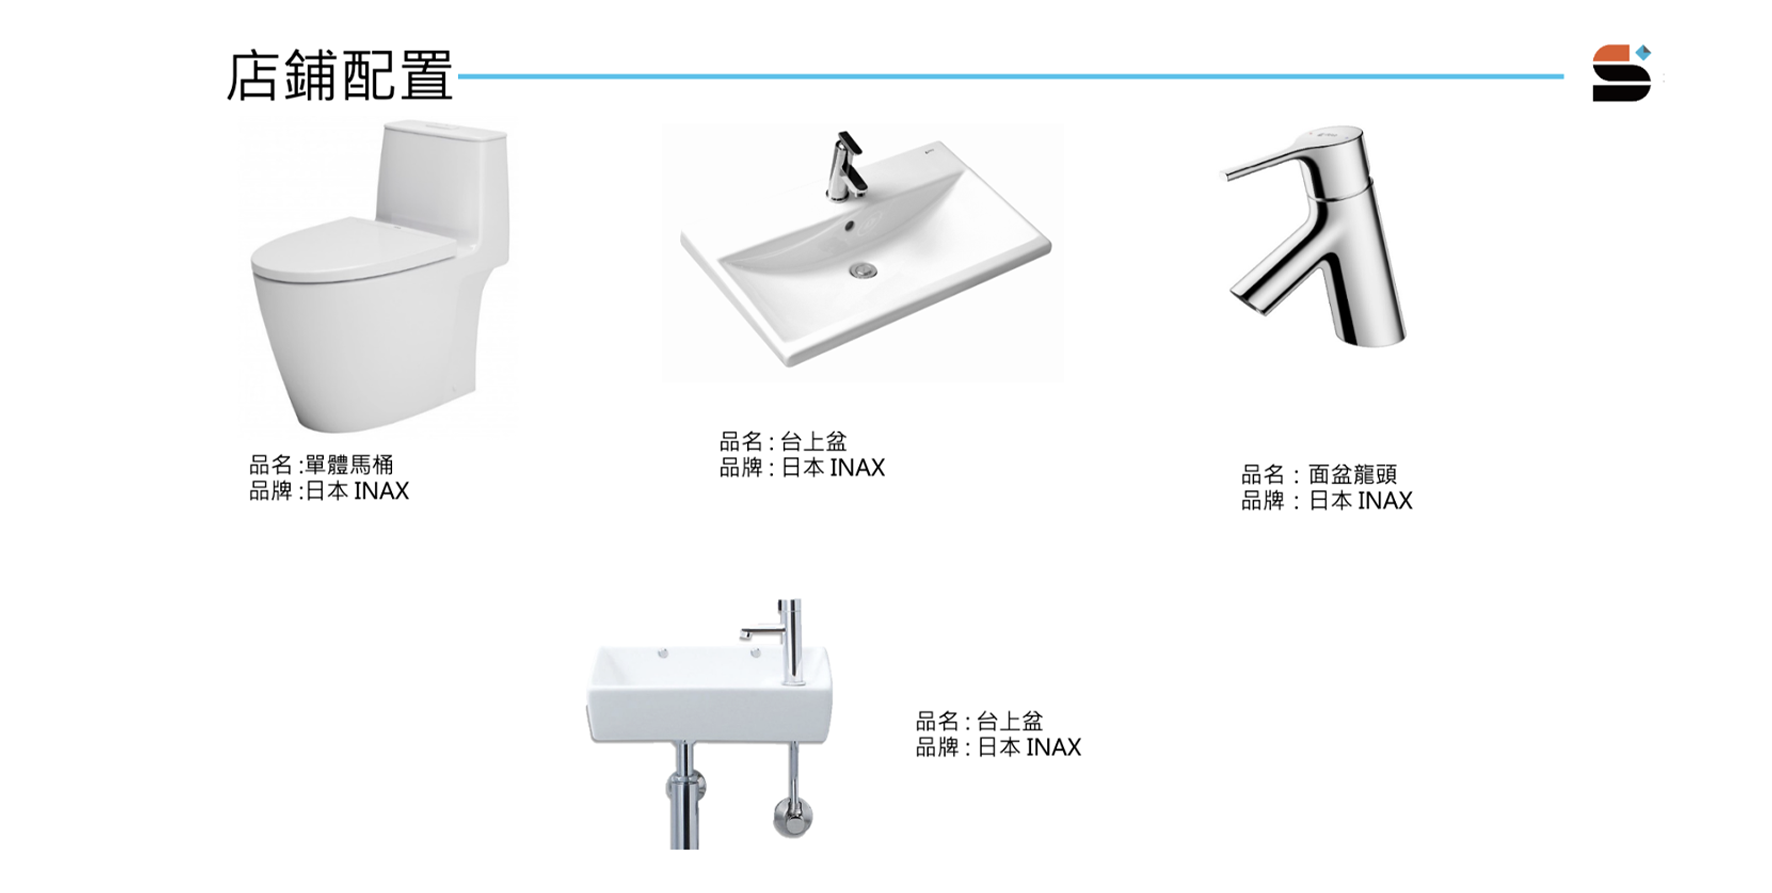 店鋪配置
品名 :單體馬桶
品牌 :日本 INAX
品名 : 台上盆
品牌 : 日本 INAX
品名：面盆龍頭
品牌：日本 INAX
品名 : 台上盆
品牌 : 日本 INAX